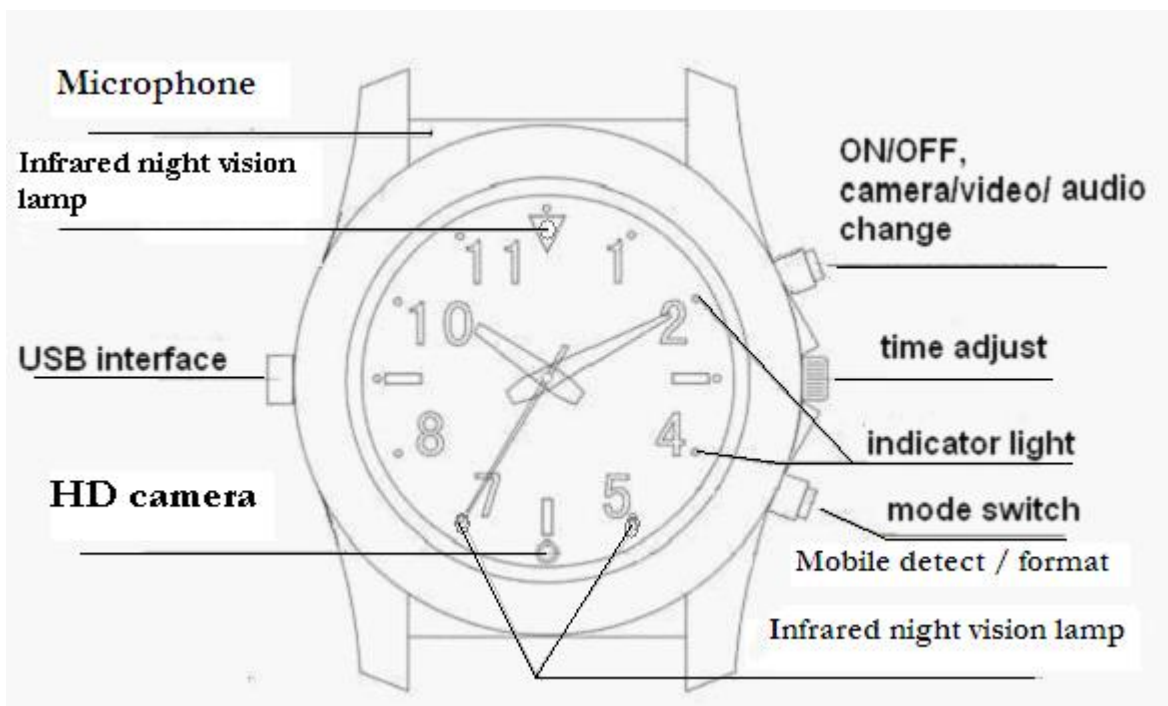 Microphone
Infrared night vision
lamp
ON/OFF,
camera/video/ audio
change
11
1
10
2
USB interface
time adjust
8
4
indicator light
HD camera
7
5
mode switch
Mobile detect / format
Infrared night vision lamp